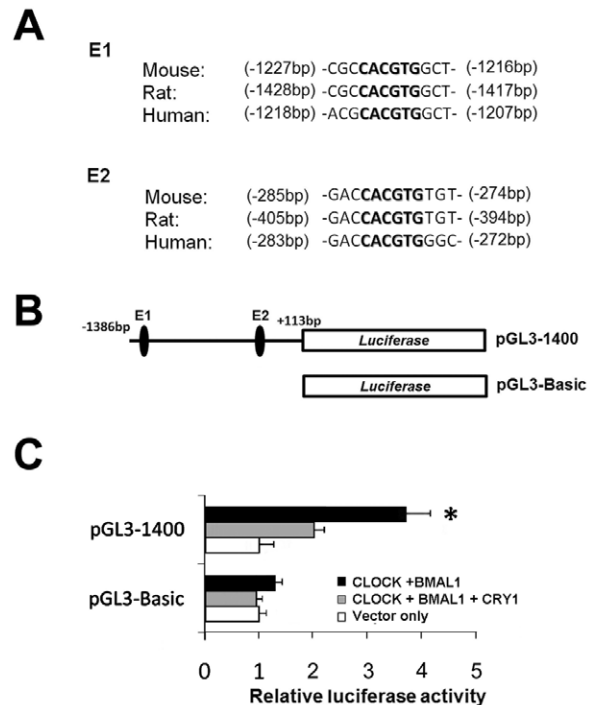 A
E1
Mouse: (-1227bp) -CGCCACGTGGCT- (-1216bp)
Rat: (-1428bp) -CGCCACGTGGCT- (-1417bp)
Human: (-1218bp) -ACGCACGTGGCT- (-1207bp)
E2
Mouse: (-285bp) -GACCACGTGTGT- (-274bp)
Rat: (-405bp) -GACCACGTGTGT- (-394bp)
Human: (-283bp) -GACCACGTGGGC- (-272bp)
B
-1386bp E1 E2 +113bp
Luciferase pGL3-1400
Luciferase pGL3-Basic
C
pGL3-1400 *
pGL3-Basic
CLOCK +BMAL1
CLOCK + BMAL1 + CRY1
Vector only
0 1 2 3 4 5
Relative luciferase activity